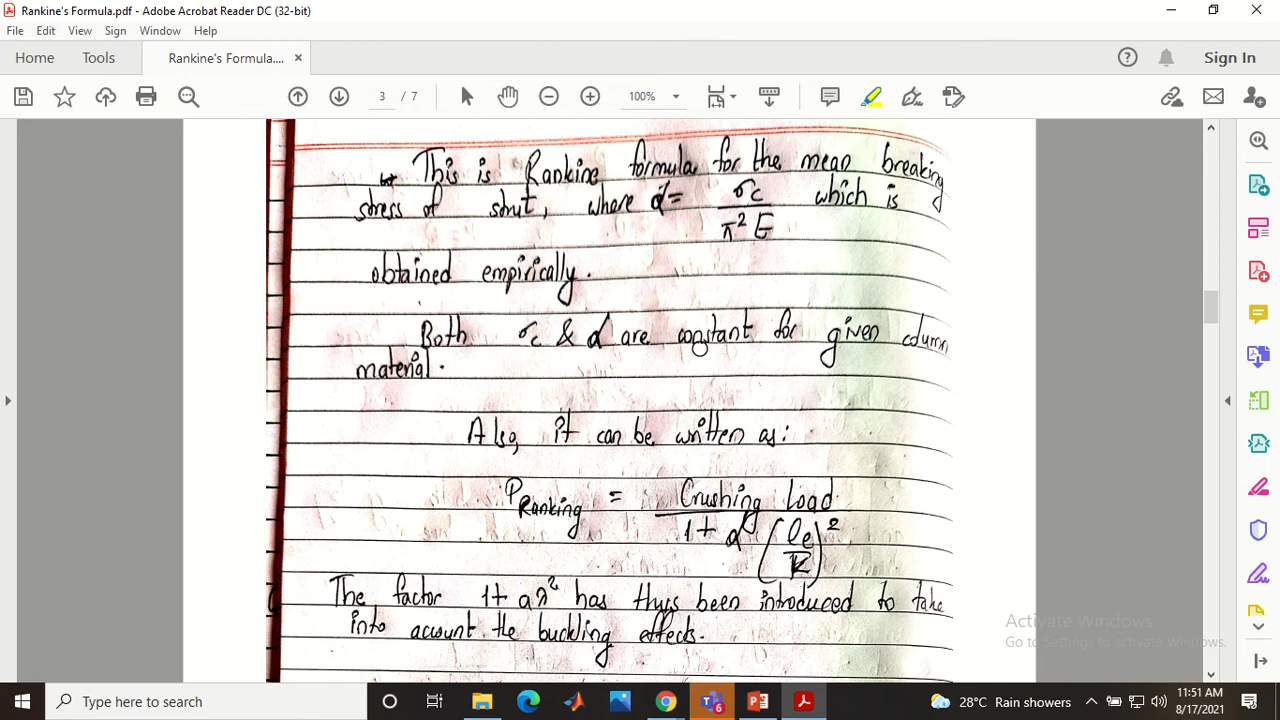 Rankine's Formula.pdf - Adobe Acrobat Reader DC (32-bit)
File Edit View Sign Window Help
Home Tools Rankine's Formula.... × Sign In
3 / 7 100%
This is Rankine formula for the mean breaking
stress of strut, where α = σc / π² E which is
obtained empirically.
Both σc & α are constant for given column
material.
Also, it can be written as:
P Ranking = Crushing Load
1 + α (le/k)²
The factor 1+ aλ² has thus been introduced to take
into account the buckling effects.
Activate Windows
Go to Settings to activate Windows.
Type here to search
6
28°C Rain showers
11:51 AM
8/17/2021